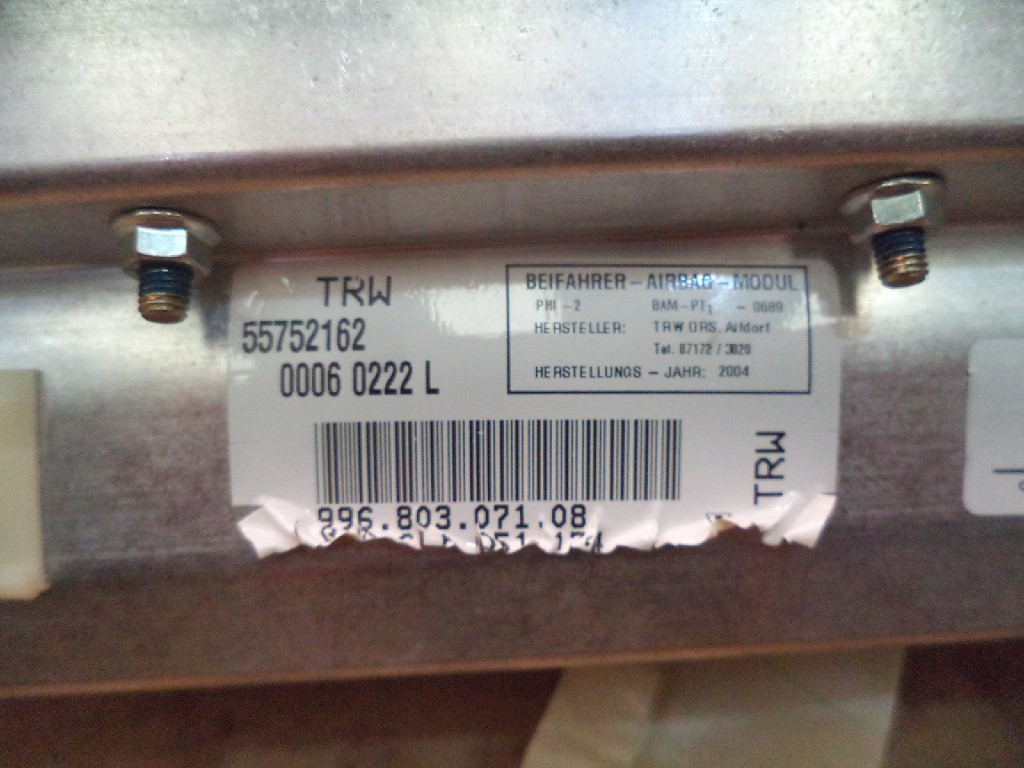 TRW
55752162
0006 0222 L
BEIFAHRER - AIRBAG - MODUL
PHI - 2 BAM - PT1 - 0689
HERSTELLER: TRW ORS, Alfdorf
Tel. 07172 / 3020
HERSTELLUNGS - JAHR: 2004
TRW
996.803.071.08